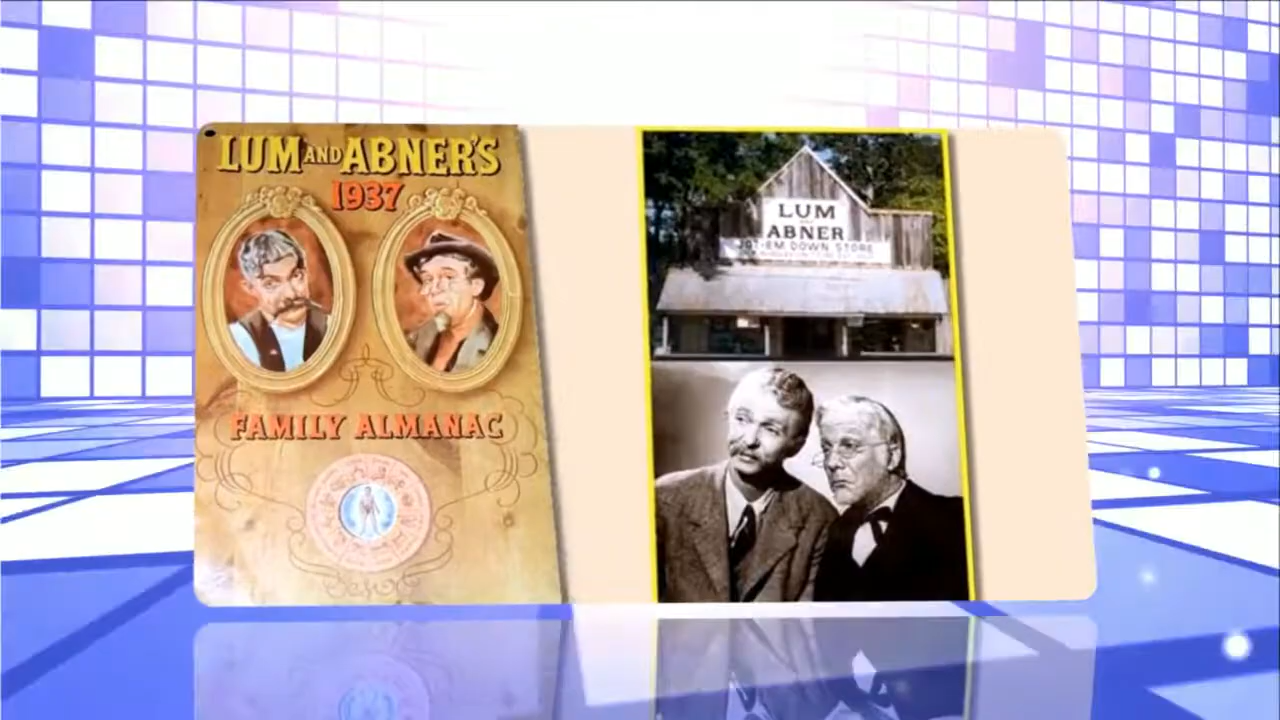 LUM AND ABNER'S
1937
FAMILY ALMANAC
LUM
ABNER
JOT-EM DOWN STORE